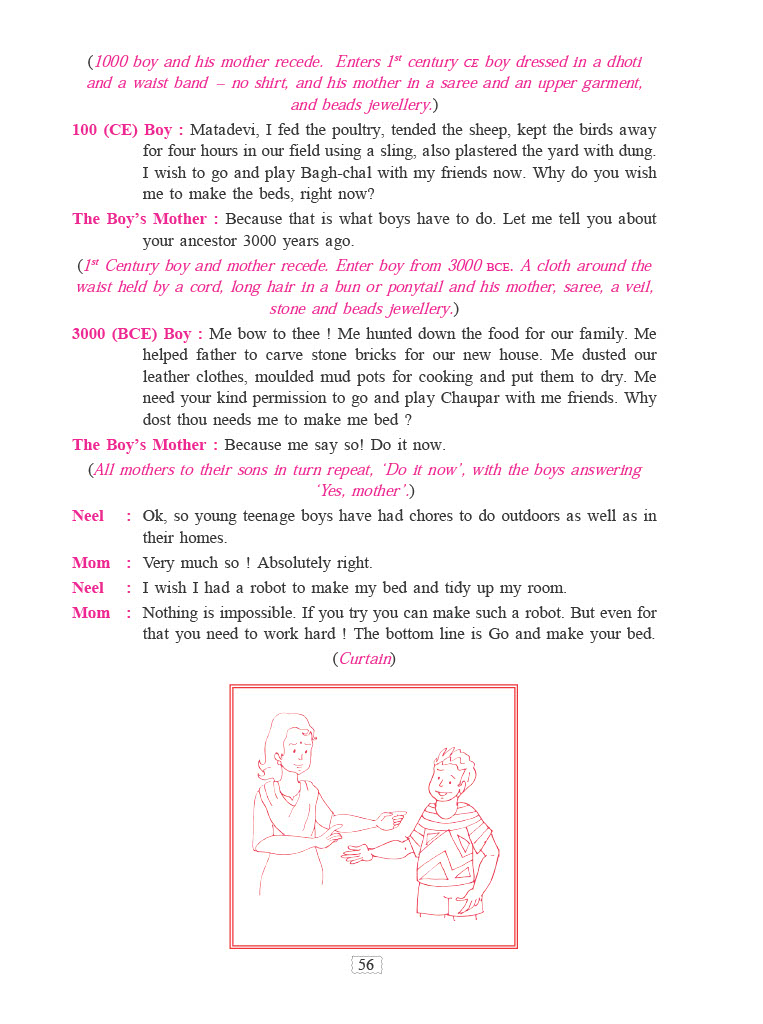 (1000 boy and his mother recede. Enters 1st century CE boy dressed in a dhoti
and a waist band – no shirt, and his mother in a saree and an upper garment,
and beads jewellery.)
100 (CE) Boy : Matadevi, I fed the poultry, tended the sheep, kept the birds away
for four hours in our field using a sling, also plastered the yard with dung.
I wish to go and play Bagh-chal with my friends now. Why do you wish
me to make the beds, right now?
The Boy's Mother : Because that is what boys have to do. Let me tell you about
your ancestor 3000 years ago.
(1st Century boy and mother recede. Enter boy from 3000 BCE. A cloth around the
waist held by a cord, long hair in a bun or ponytail and his mother, saree, a veil,
stone and beads jewellery.)
3000 (BCE) Boy : Me bow to thee ! Me hunted down the food for our family. Me
helped father to carve stone bricks for our new house. Me dusted our
leather clothes, moulded mud pots for cooking and put them to dry. Me
need your kind permission to go and play Chaupar with me friends. Why
dost thou needs me to make me bed ?
The Boy's Mother : Because me say so! Do it now.
(All mothers to their sons in turn repeat, 'Do it now', with the boys answering
'Yes, mother'.)
Neel : Ok, so young teenage boys have had chores to do outdoors as well as in
their homes.
Mom : Very much so ! Absolutely right.
Neel : I wish I had a robot to make my bed and tidy up my room.
Mom : Nothing is impossible. If you try you can make such a robot. But even for
that you need to work hard ! The bottom line is Go and make your bed.
(Curtain)
56